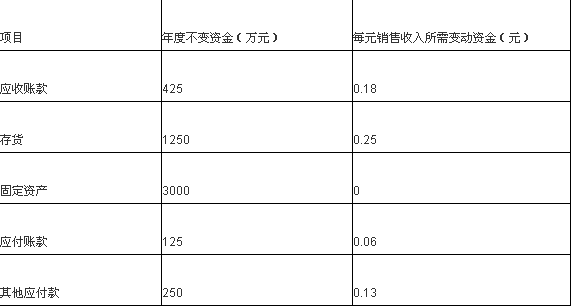 项目 年度不变资金（万元） 每元销售收入所需变动资金（元）
应收账款 425 0.18
存货 1250 0.25
固定资产 3000 0
应付账款 125 0.06
其他应付款 250 0.13